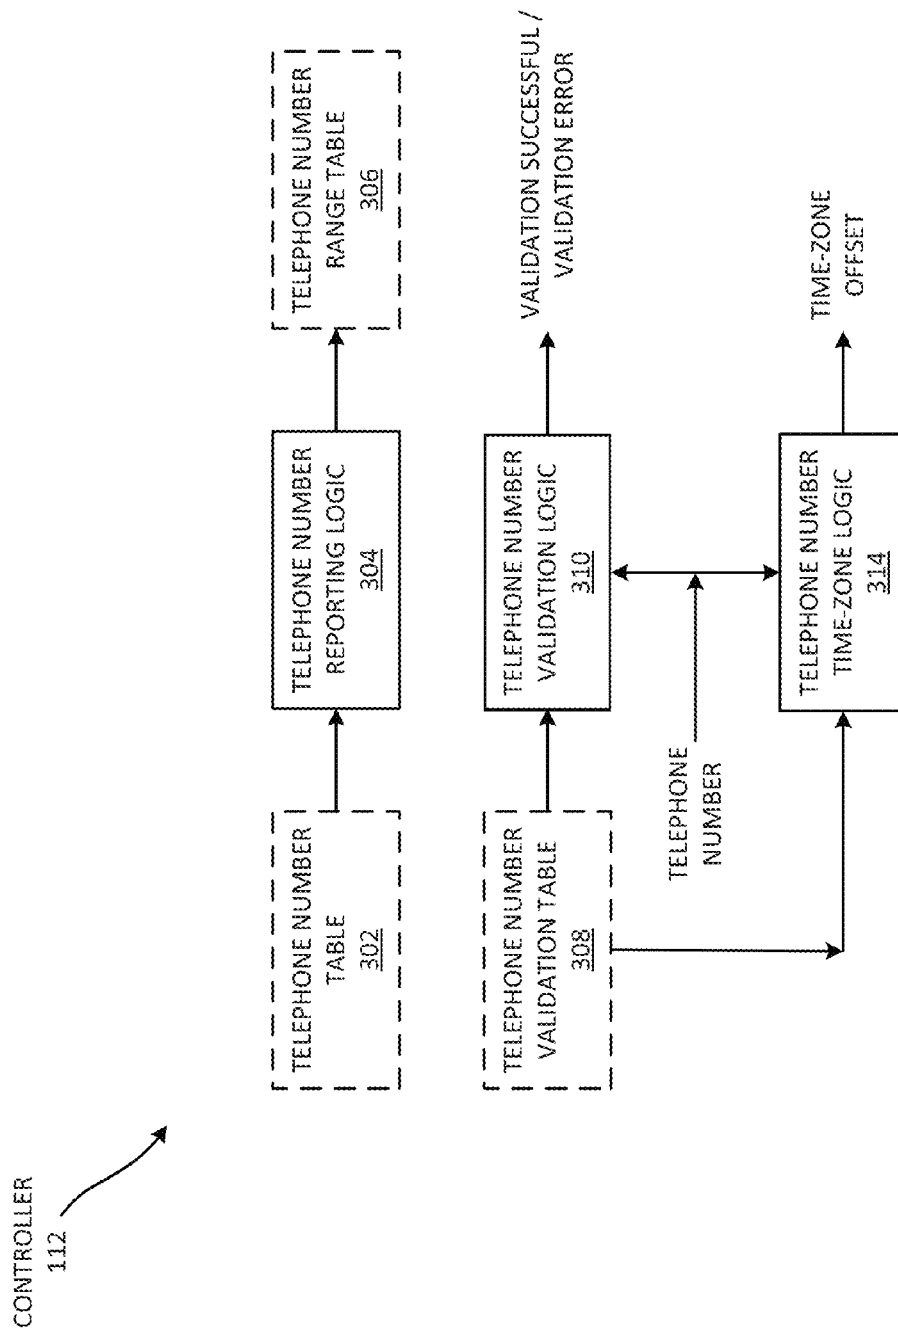 CONTROLLER
112
TELEPHONE NUMBER
TABLE
302
TELEPHONE NUMBER
REPORTING LOGIC
304
TELEPHONE NUMBER
RANGE TABLE
306
TELEPHONE NUMBER
VALIDATION TABLE
308
TELEPHONE NUMBER
VALIDATION LOGIC
310
VALIDATION SUCCESSFUL /
VALIDATION ERROR
TELEPHONE
NUMBER
TELEPHONE NUMBER
TIME-ZONE LOGIC
314
TIME-ZONE
OFFSET